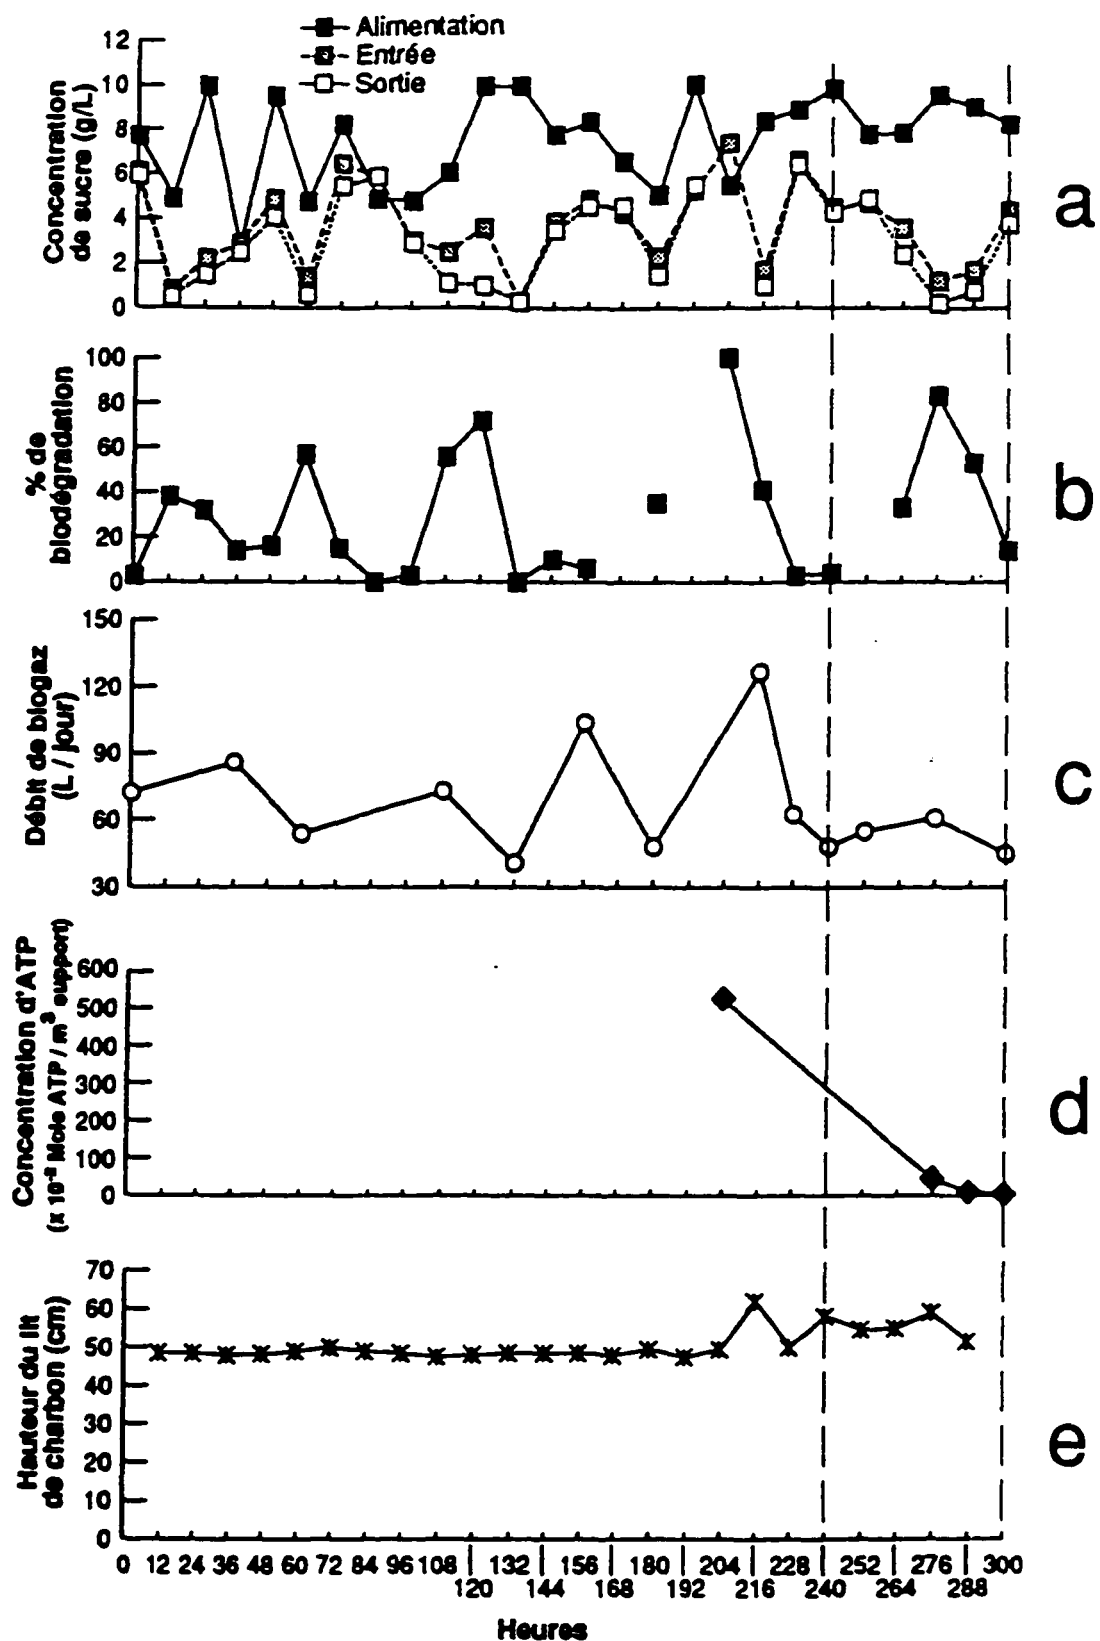 Alimentation
Entrée
Sortie
Concentration
de sucre (g/L)
12
10
8
6
4
2
0
a
% de
biodégradation
100
80
60
40
20
0
b
Débit de biogaz
(L / jour)
150
120
90
60
30
c
Concentration d'ATP
(x 10⁻⁸ Mole ATP / m³ support)
600
500
400
300
200
100
0
d
Hauteur du lit
de charbon (cm)
70
60
50
40
30
20
10
0
e
0 12 24 36 48 60 72 84 96 108 132 156 180 204 228 252 276 300
120 144 168 192 216 240 264 288
Heures